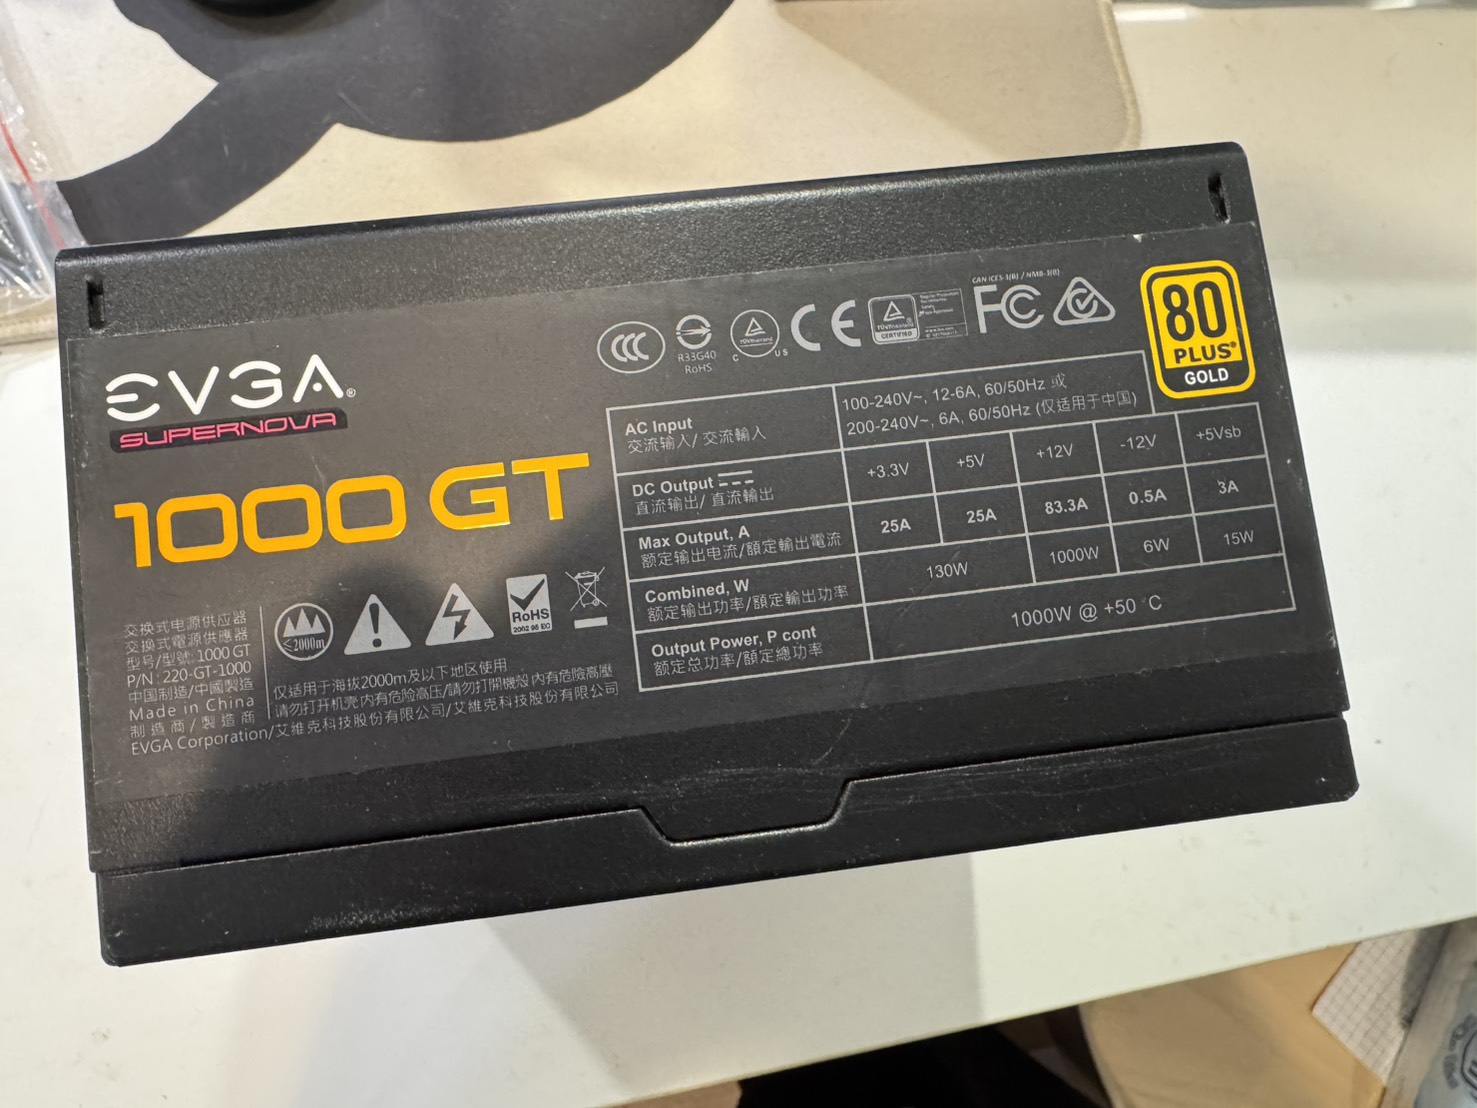 EVGA®
SUPERNOVA
1000 GT
CCC
R33G40
RoHS
TÜVRheinland
C US
CE
TÜVRheinland®
CERTIFIED
CAN ICES-3(B) / NMB-3(B)
FC
80
PLUS®
GOLD
AC Input
交流输入/ 交流輸入
100-240V~, 12-6A, 60/50Hz 或
200-240V~, 6A, 60/50Hz (仅适用于中国)
DC Output
直流输出/ 直流輸出
+3.3V +5V +12V -12V +5Vsb
Max Output, A
额定输出电流/額定輸出電流
25A 25A 83.3A 0.5A 3A
Combined, W
额定输出功率/額定輸出功率
130W 1000W 6W 15W
Output Power, P cont
额定总功率/額定總功率
1000W @ +50 °C
≤2000m
RoHS
2002 95 EC
交换式电源供应器
交換式電源供應器
型号/型號: 1000 GT
P/N: 220-GT-1000
中国制造/中國製造
Made in China
制造商/製造商
EVGA Corporation/艾維克科技股份有限公司/艾維克科技股份有限公司
仅适用于海拔2000m及以下地区使用
请勿打开机壳内有危险高压/請勿打開機殼內有危險高壓